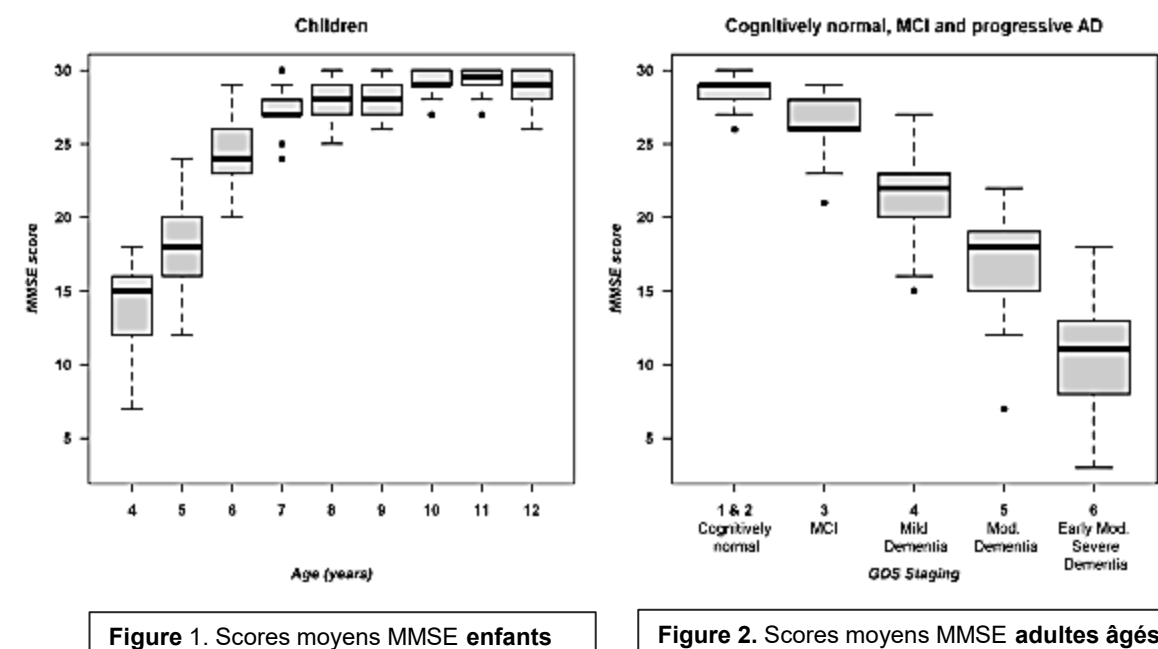 Children
30
25
20
15
10
5
MMSE score
4 5 6 7 8 9 10 11 12
Age (years)
Cognitively normal, MCI and progressive AD
30
25
20
15
10
5
MMSE score
1 & 2 3 4 5 6
Cognitively MCI Mild Mod. Early Mod.
normal Dementia Dementia Severe
Dementia
GDS Staging
Figure 1. Scores moyens MMSE enfants
Figure 2. Scores moyens MMSE adultes âgés